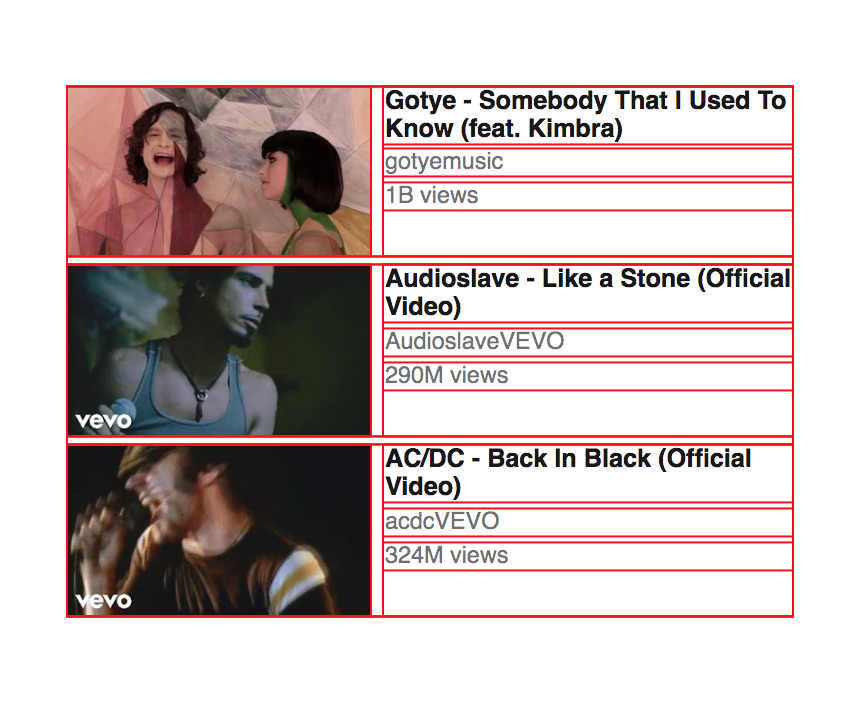 Gotye - Somebody That I Used To
Know (feat. Kimbra)
gotyemusic
1B views
vevo
Audioslave - Like a Stone (Official
Video)
AudioslaveVEVO
290M views
vevo
AC/DC - Back In Black (Official
Video)
acdcVEVO
324M views